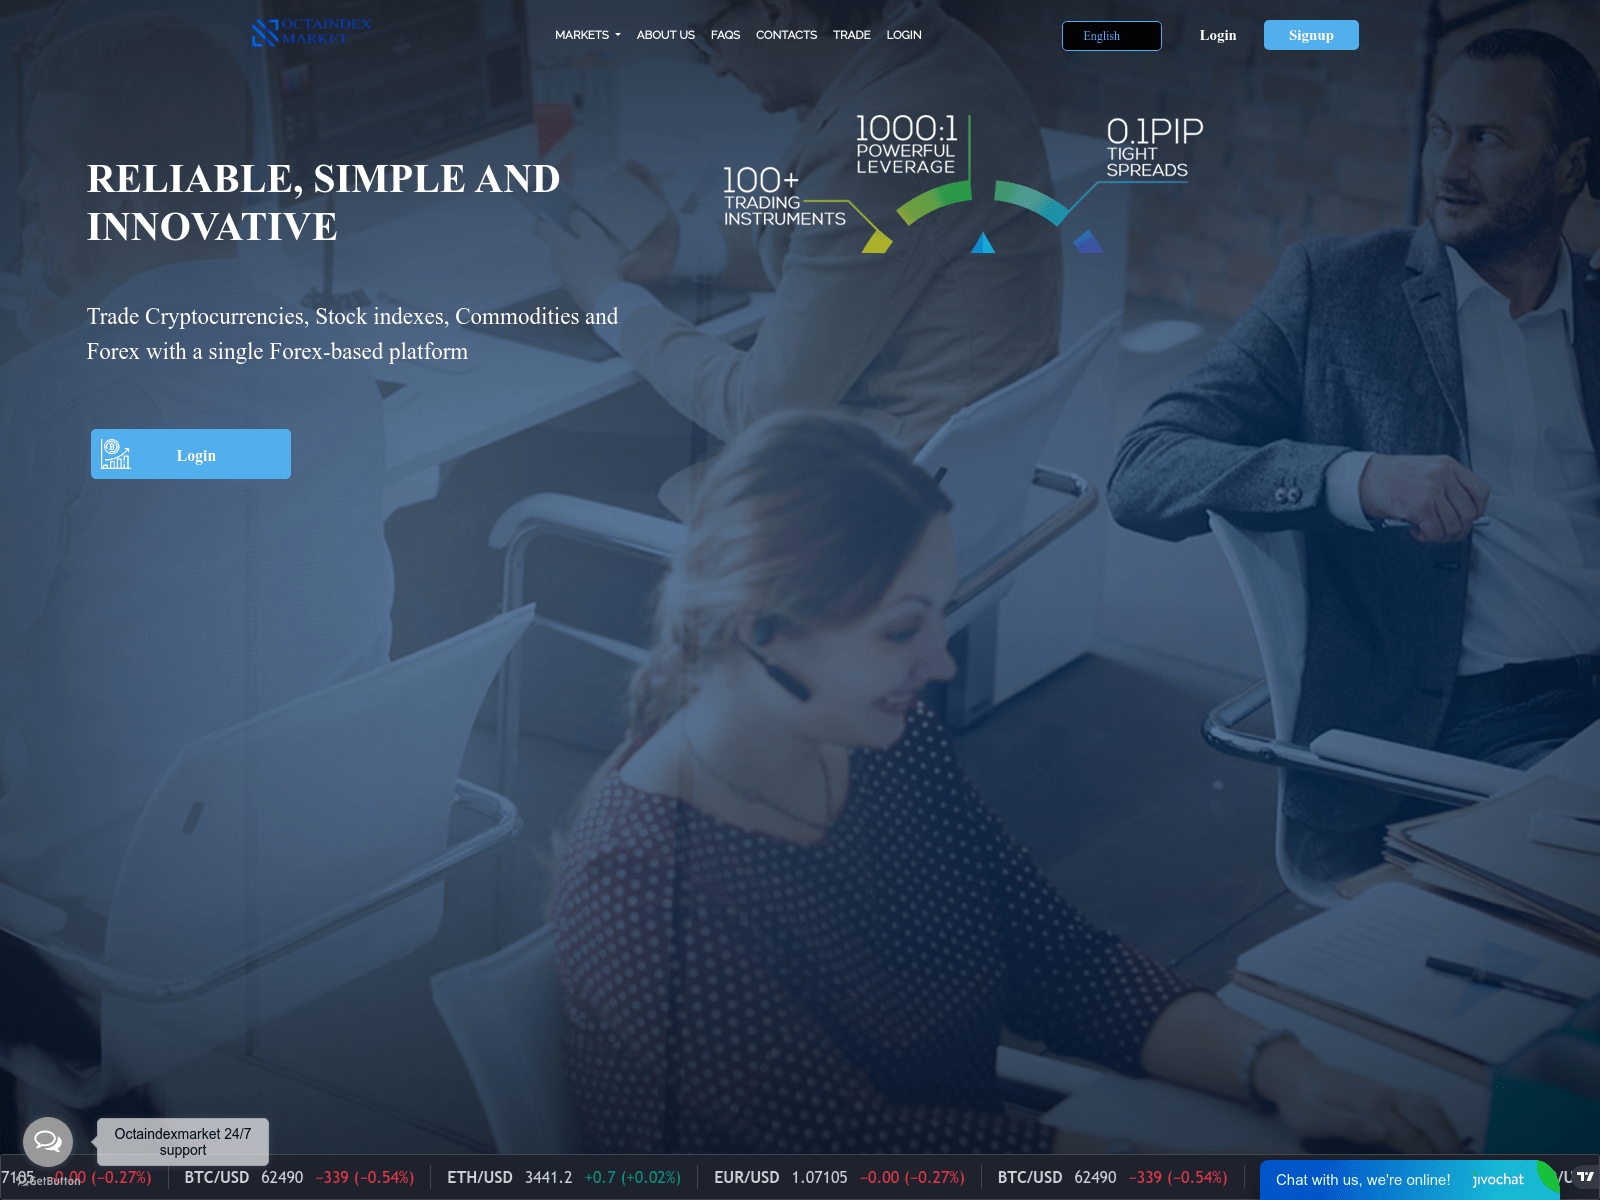 OCTAINDEX
MARKET
MARKETS
ABOUT US
FAQS
CONTACTS
TRADE
LOGIN
English
Login
Signup
RELIABLE, SIMPLE AND
INNOVATIVE
100+
TRADING
INSTRUMENTS
1000:1
POWERFUL
LEVERAGE
0.1PIP
TIGHT
SPREADS
Trade Cryptocurrencies, Stock indexes, Commodities and
Forex with a single Forex-based platform
Login
Octaindexmarket 24/7
support
7105 −0.00 (−0.27%) BTC/USD 62490 −339 (−0.54%) ETH/USD 3441.2 +0.7 (+0.02%) EUR/USD 1.07105 −0.00 (−0.27%) BTC/USD 62490 −339 (−0.54%)
GetButton
Chat with us, we're online! jivochat